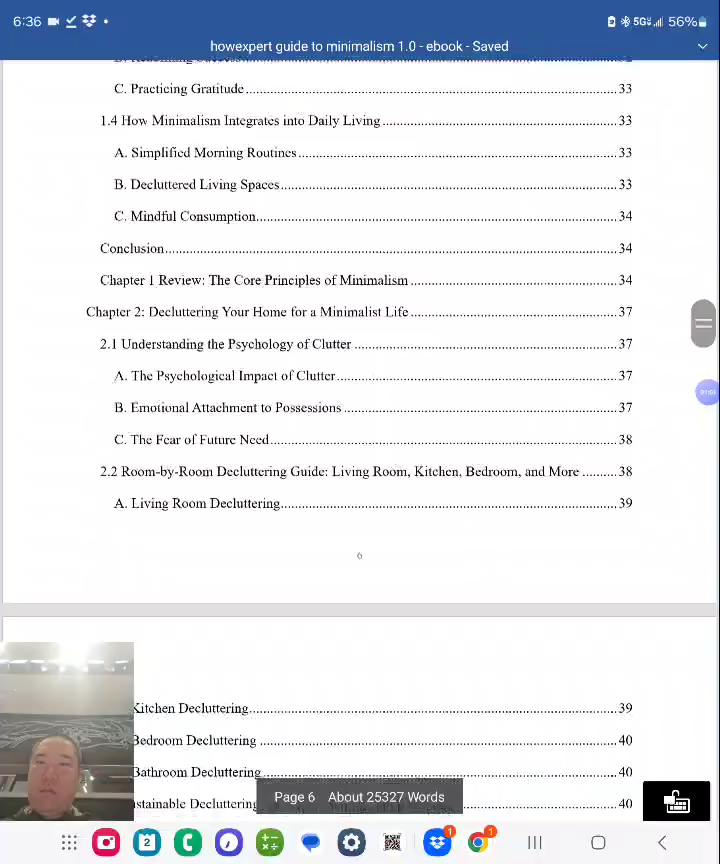 6:36
5G 56%
howexpert guide to minimalism 1.0 - ebook - Saved
C. Practicing Gratitude 33
1.4 How Minimalism Integrates into Daily Living 33
A. Simplified Morning Routines 33
B. Decluttered Living Spaces 33
C. Mindful Consumption 34
Conclusion 34
Chapter 1 Review: The Core Principles of Minimalism 34
Chapter 2: Decluttering Your Home for a Minimalist Life 37
2.1 Understanding the Psychology of Clutter 37
A. The Psychological Impact of Clutter 37
B. Emotional Attachment to Possessions 37
C. The Fear of Future Need 38
2.2 Room-by-Room Decluttering Guide: Living Room, Kitchen, Bedroom, and More 38
A. Living Room Decluttering 39
6
Kitchen Decluttering 39
Bedroom Decluttering 40
Bathroom Decluttering 40
Decluttering 40
Page 6 About 25327 Words
2
1
1